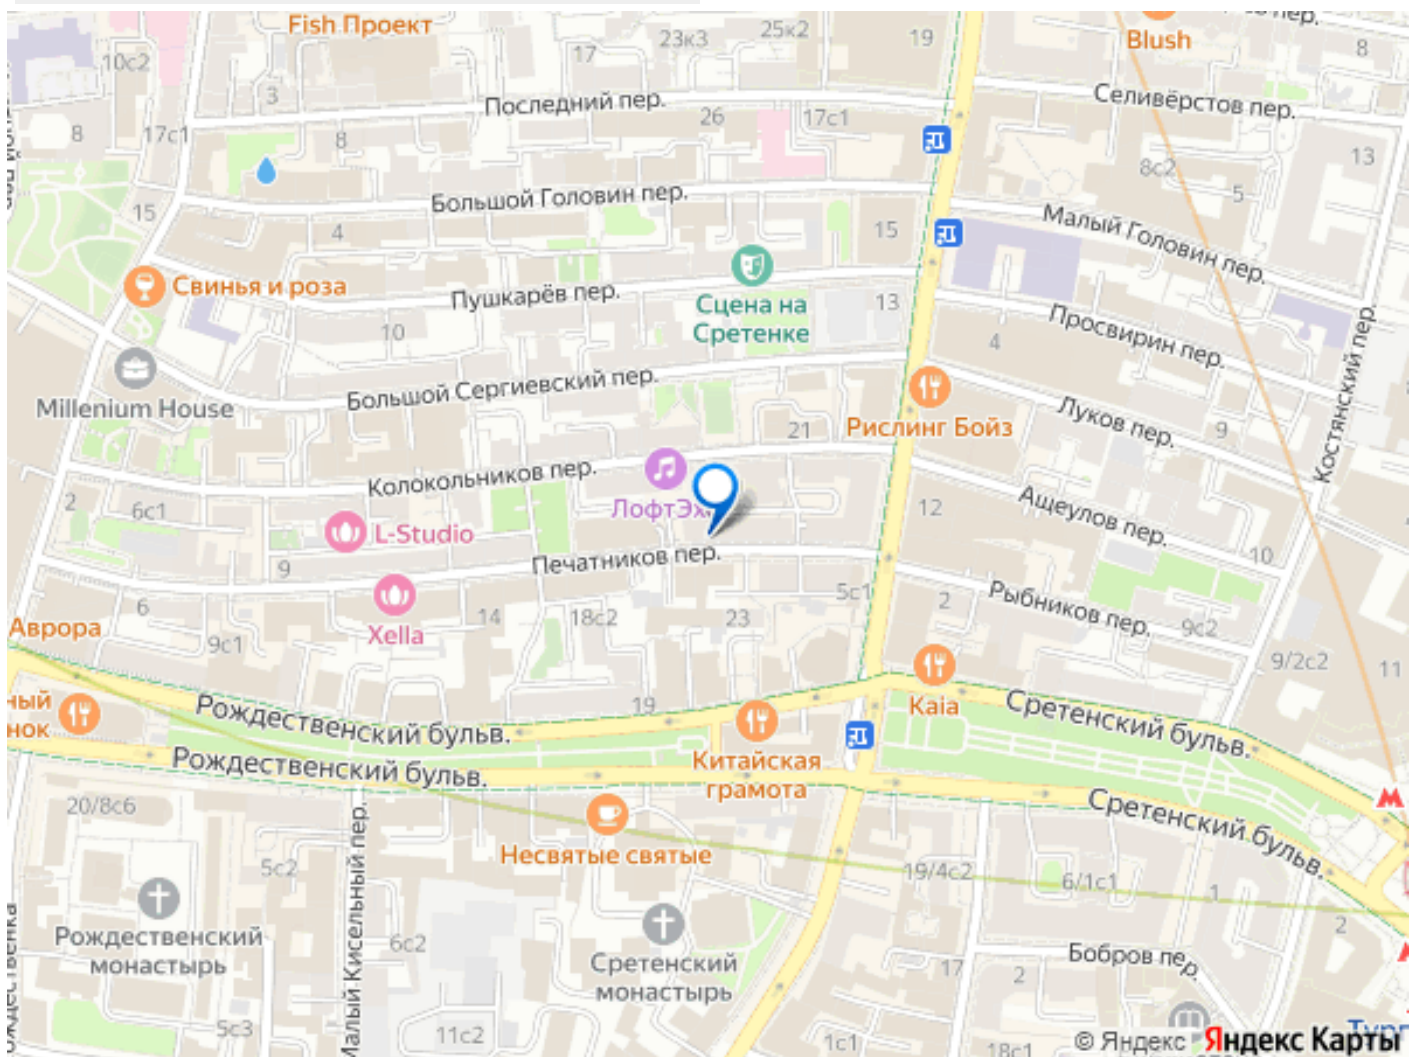 Fish Проект
17
23к3
25к2
19
Blush
8
10с2
3
Последний пер.
Селивёрстов пер.
8
17с1
8
26
17с1
13
8с2
5
Большой Головин пер.
15
4
15
Малый Головин пер.
Свинья и роза
Пушкарёв пер.
Сцена на
Сретенке
13
10
4
Просвирин пер.
Millenium House
Большой Сергиевский пер.
Рислинг Бойз
21
Луков пер.
9
Костянский пер.
Колокольников пер.
2
6с1
ЛофтЭх
12
Ащеулов пер.
L-Studio
Печатников пер.
10
9
6
Xella
14
18с2
23
5с1
2
Рыбников пер.
9с2
Аврора
9с1
9/2с2
11
ный
нок
19
Рождественский бульв.
Kaia
Сретенский бульв.
Рождественский бульв.
Китайская
грамота
20/8с6
Малый Кисельный пер.
Несвятые святые
Сретенский бульв.
5с2
19/4с2
6/1с1
1
2
Рождественский
монастырь
6с2
Сретенский
монастырь
17
2
Бобров пер.
5с3
11с2
1с1
18с1
© Яндекс Яндекс Карты